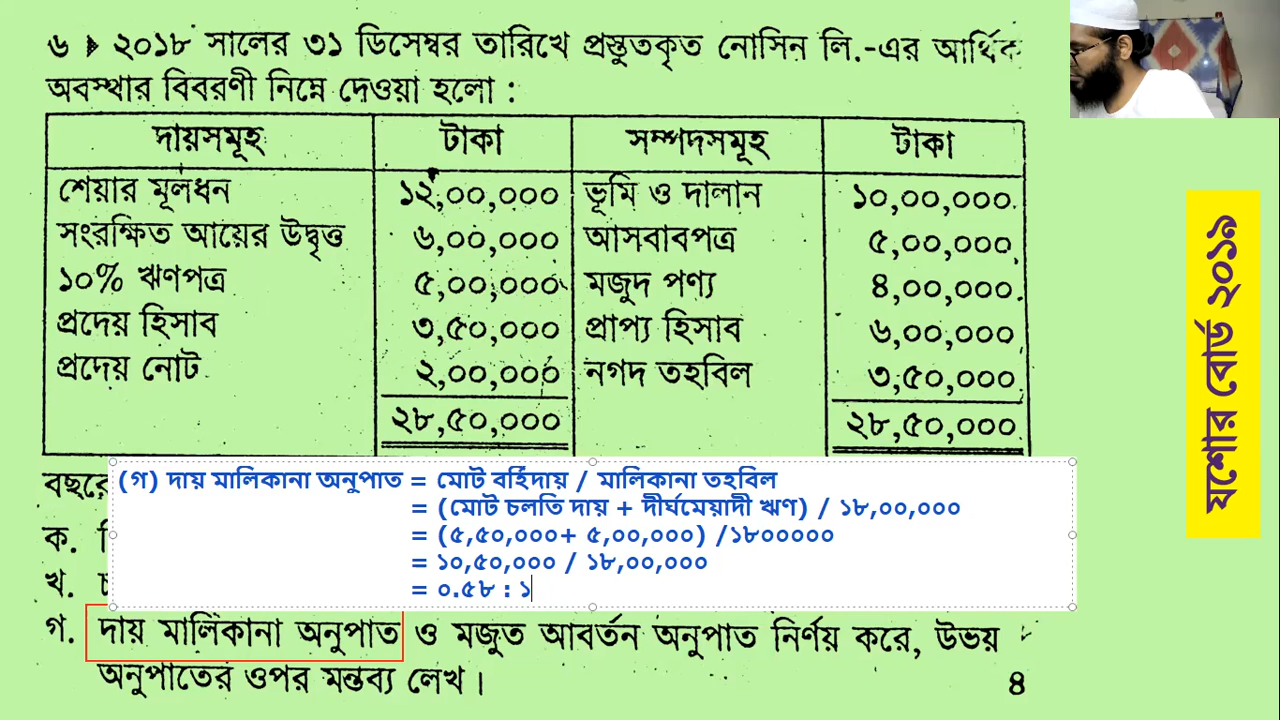 ৬ ▶ ২০১৮ সালের ৩১ ডিসেম্বর তারিখে প্রস্তুতকৃত নোসিন লি.-এর আর্থিক
অবস্থার বিবরণী নিম্নে দেওয়া হলো :
দায়সমূহ টাকা সম্পদসমূহ টাকা
শেয়ার মূলধন ১২,০০,০০০ ভূমি ও দালান ১০,০০,০০০
সংরক্ষিত আয়ের উদ্বৃত্ত ৬,০০,০০০ আসবাবপত্র ৫,০০,০০০
১০% ঋণপত্র ৫,০০,০০০ মজুদ পণ্য ৪,০০,০০০
প্রদেয় হিসাব ৩,৫০,০০০ প্রাপ্য হিসাব ৬,০০,০০০
প্রদেয় নোট ২,০০,০০০ নগদ তহবিল ৩,৫০,০০০
২৮,৫০,০০০ ২৮,৫০,০০০
বছরে
(গ) দায় মালিকানা অনুপাত = মোট বর্হিদায় / মালিকানা তহবিল
= (মোট চলতি দায় + দীর্ঘমেয়াদী ঋণ) / ১৮,০০,০০০
= (৫,৫০,০০০+ ৫,০০,০০০) /১৮০০০০০
= ১০,৫০,০০০ / ১৮,০০,০০০
= ০.৫৮ : ১
ক.
খ.
গ. দায় মালিকানা অনুপাত ও মজুত আবর্তন অনুপাত নির্ণয় করে, উভয়
অনুপাতের ওপর মন্তব্য লেখ। ৪
যশোর বোর্ড ২০১৯